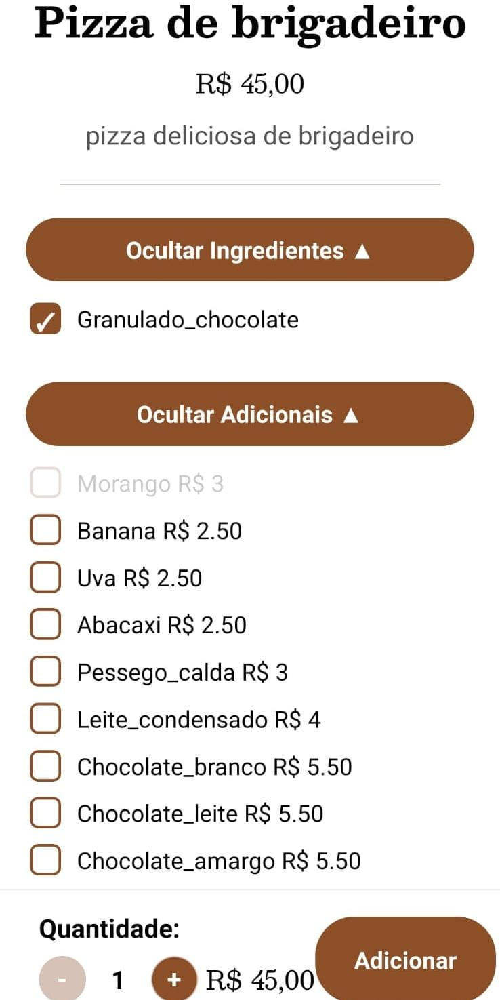 Pizza de brigadeiro
R$ 45,00
pizza deliciosa de brigadeiro
Ocultar Ingredientes ▲
Granulado_chocolate
Ocultar Adicionais ▲
Morango R$ 3
Banana R$ 2.50
Uva R$ 2.50
Abacaxi R$ 2.50
Pessego_calda R$ 3
Leite_condensado R$ 4
Chocolate_branco R$ 5.50
Chocolate_leite R$ 5.50
Chocolate_amargo R$ 5.50
Quantidade:
- 1 + R$ 45,00
Adicionar